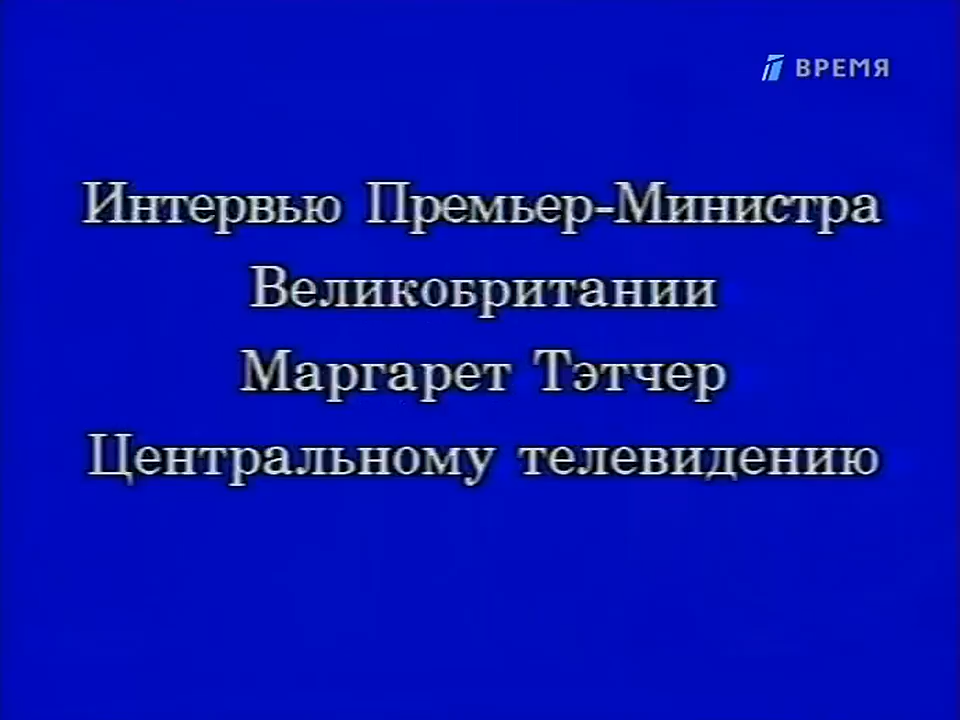 ВРЕМЯ
Интервью Премьер-Министра
Великобритании
Маргарет Тэтчер
Центральному телевидению